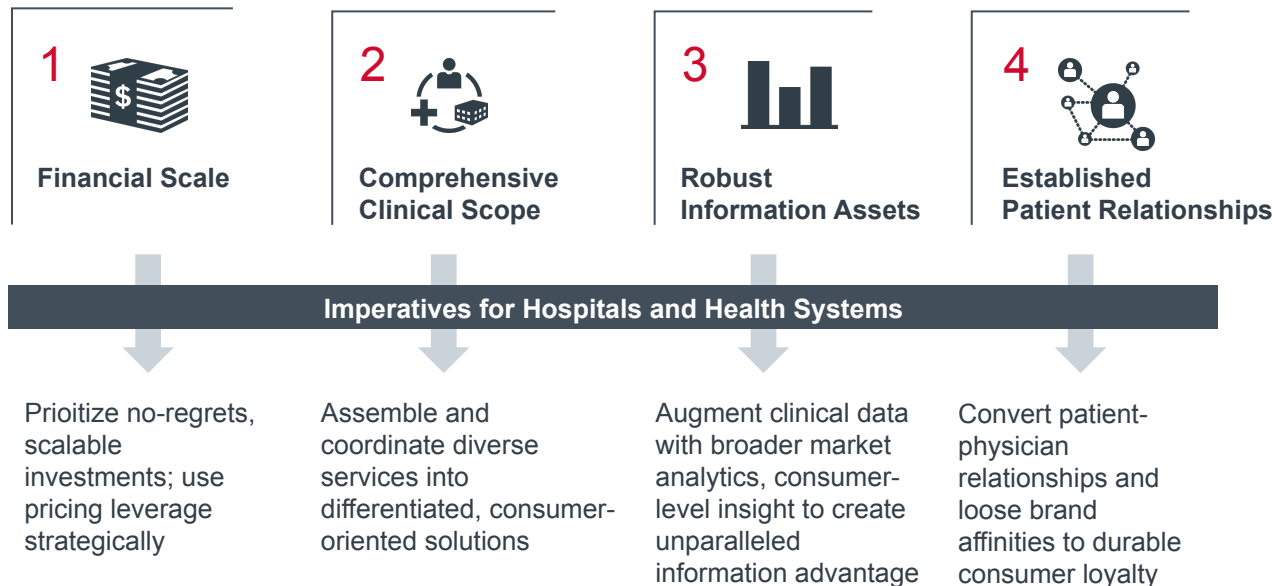 1
$
Financial Scale
2
Comprehensive
Clinical Scope
3
Robust
Information Assets
4
Established
Patient Relationships
Imperatives for Hospitals and Health Systems
Prioitize no-regrets,
scalable
investments; use
pricing leverage
strategically
Assemble and
coordinate diverse
services into
differentiated, consumer-
oriented solutions
Augment clinical data
with broader market
analytics, consumer-
level insight to create
unparalleled
information advantage
Convert patient-
physician
relationships and
loose brand
affinities to durable
consumer loyalty